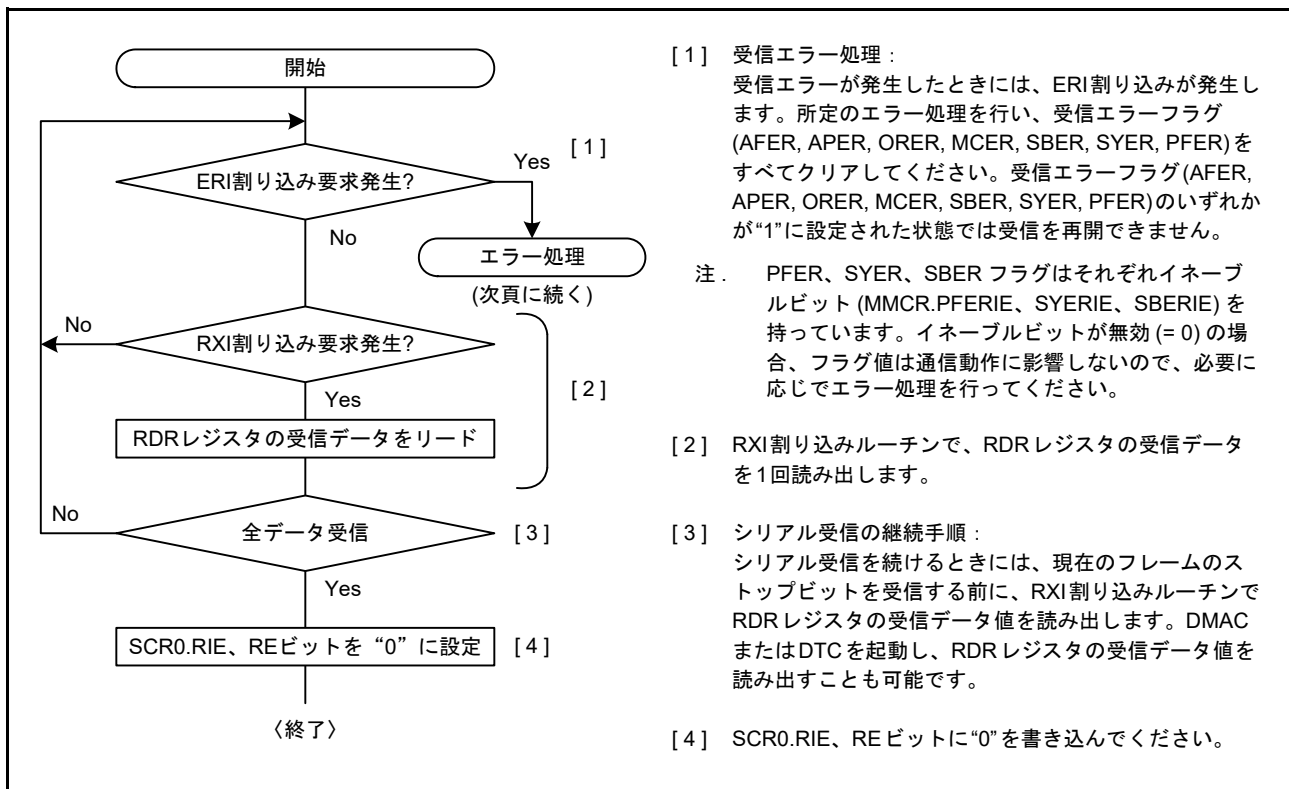 開始
ERI割り込み要求発生?
Yes
[ 1 ]
No
エラー処理
(次頁に続く)
No
RXI割り込み要求発生?
[ 2 ]
Yes
RDRレジスタの受信データをリード
No
全データ受信
[ 3 ]
Yes
SCR0.RIE、REビットを“0”に設定
[ 4 ]
〈終了〉
[ 1 ] 受信エラー処理 :
受信エラーが発生したときには、ERI割り込みが発生し
ます。所定のエラー処理を行い、受信エラーフラグ
(AFER, APER, ORER, MCER, SBER, SYER, PFER)を
すべてクリアしてください。受信エラーフラグ(AFER,
APER, ORER, MCER, SBER, SYER, PFER)のいずれか
が“1”に設定された状態では受信を再開できません。
注 . PFER、SYER、SBER フラグはそれぞれイネーブ
ルビット (MMCR.PFERIE、SYERIE、SBERIE) を
持っています。イネーブルビットが無効 (= 0) の場
合、フラグ値は通信動作に影響しないので、必要に
応じでエラー処理を行ってください。
[ 2 ] RXI割り込みルーチンで、RDRレジスタの受信データ
を1回読み出します。
[ 3 ] シリアル受信の継続手順 :
シリアル受信を続けるときには、現在のフレームのス
トップビットを受信する前に、RXI割り込みルーチンで
RDRレジスタの受信データ値を読み出します。DMAC
またはDTCを起動し、RDRレジスタの受信データ値を
読み出すことも可能です。
[ 4 ] SCR0.RIE、REビットに“0”を書き込んでください。